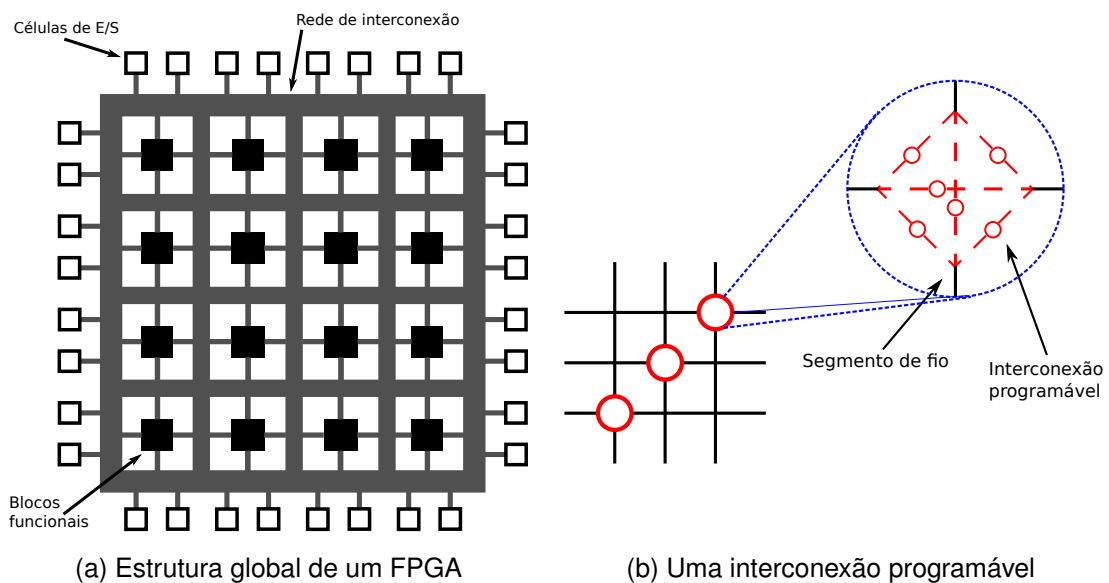 Células de E/S
Rede de interconexão
Blocos
funcionais
(a) Estrutura global de um FPGA
Segmento de fio
Interconexão
programável
(b) Uma interconexão programável